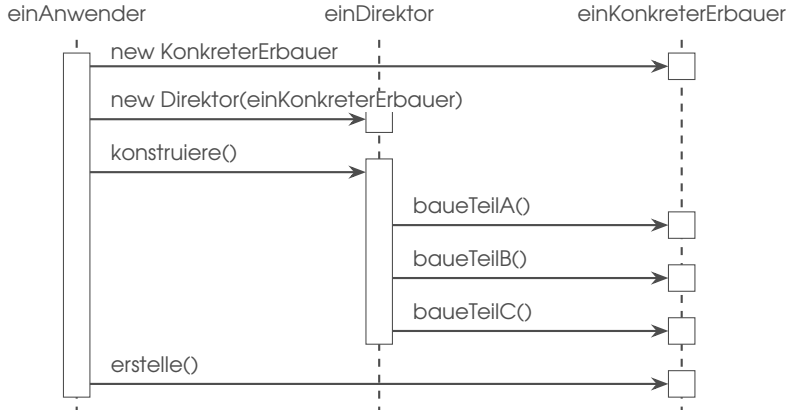 einAnwender einDirektor einKonkreterErbauer
new KonkreterErbauer
new Direktor(einKonkreterErbauer)
konstruiere()
baueTeilA()
baueTeilB()
baueTeilC()
erstelle()